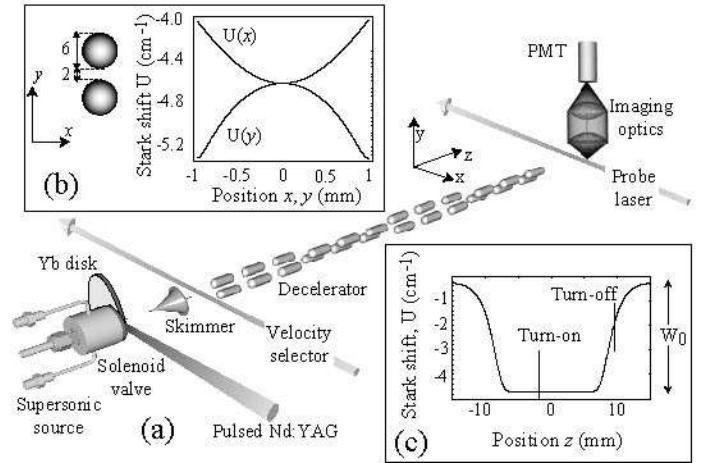 6
2
y
x
(b)
Stark shift U (cm-1)
-4.0
-4.4
-4.8
-5.2
U(x)
U(y)
-1
-0.5
0
0.5
1
Position x, y (mm)
PMT
Imaging
optics
y
z
x
Probe
laser
Yb disk
Skimmer
Decelerator
Velocity
selector
Solenoid
valve
Supersonic
source
(a)
Pulsed Nd:YAG
Stark shift, U (cm-1)
-1
-2
-3
-4
Turn-off
Turn-on
W0
-10
0
10
Position z (mm)
(c)